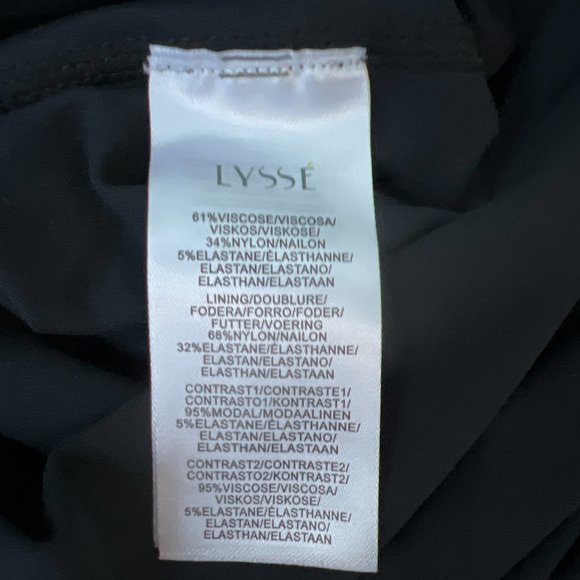 LYSSÉ
61%VISCOSE/VISCOSA/
VISKOS/VISKOSE/
34%NYLON/NAILON
5%ELASTANE/ÉLASTHANNE/
ELASTAN/ELASTANO/
ELASTHAN/ELASTAAN
LINING/DOUBLURE/
FODERA/FORRO/FODER/
FUTTER/VOERING
68%NYLON/NAILON
32%ELASTANE/ÉLASTHANNE/
ELASTAN/ELASTANO/
ELASTHAN/ELASTAAN
CONTRAST1/CONTRASTE1/
CONTRASTO1/KONTRAST1/
95%MODAL/MODAALINEN
5%ELASTANE/ÉLASTHANNE/
ELASTAN/ELASTANO/
ELASTHAN/ELASTAAN
CONTRAST2/CONTRASTE2/
CONTRASTO2/KONTRAST2/
95%VISCOSE/VISCOSA/
VISKOS/VISKOSE/
5%ELASTANE/ÉLASTHANNE/
ELASTAN/ELASTANO/
ELASTHAN/ELASTAAN